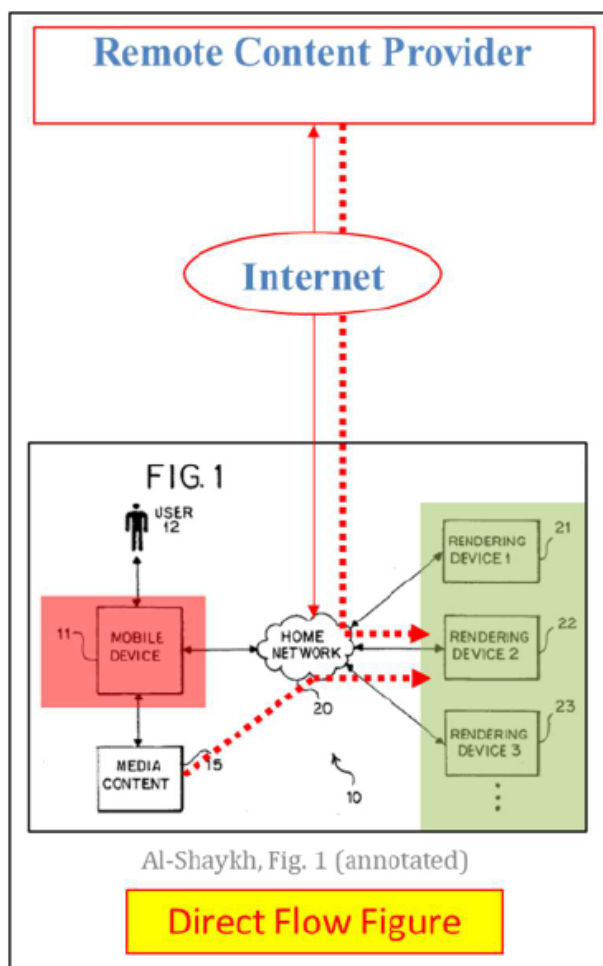 Remote Content Provider
Internet
FIG. 1
USER
12
11
MOBILE
DEVICE
HOME
NETWORK
20
RENDERING
DEVICE 1
21
RENDERING
DEVICE 2
22
RENDERING
DEVICE 3
23
MEDIA
CONTENT
15
10
Al-Shaykh, Fig. 1 (annotated)
Direct Flow Figure